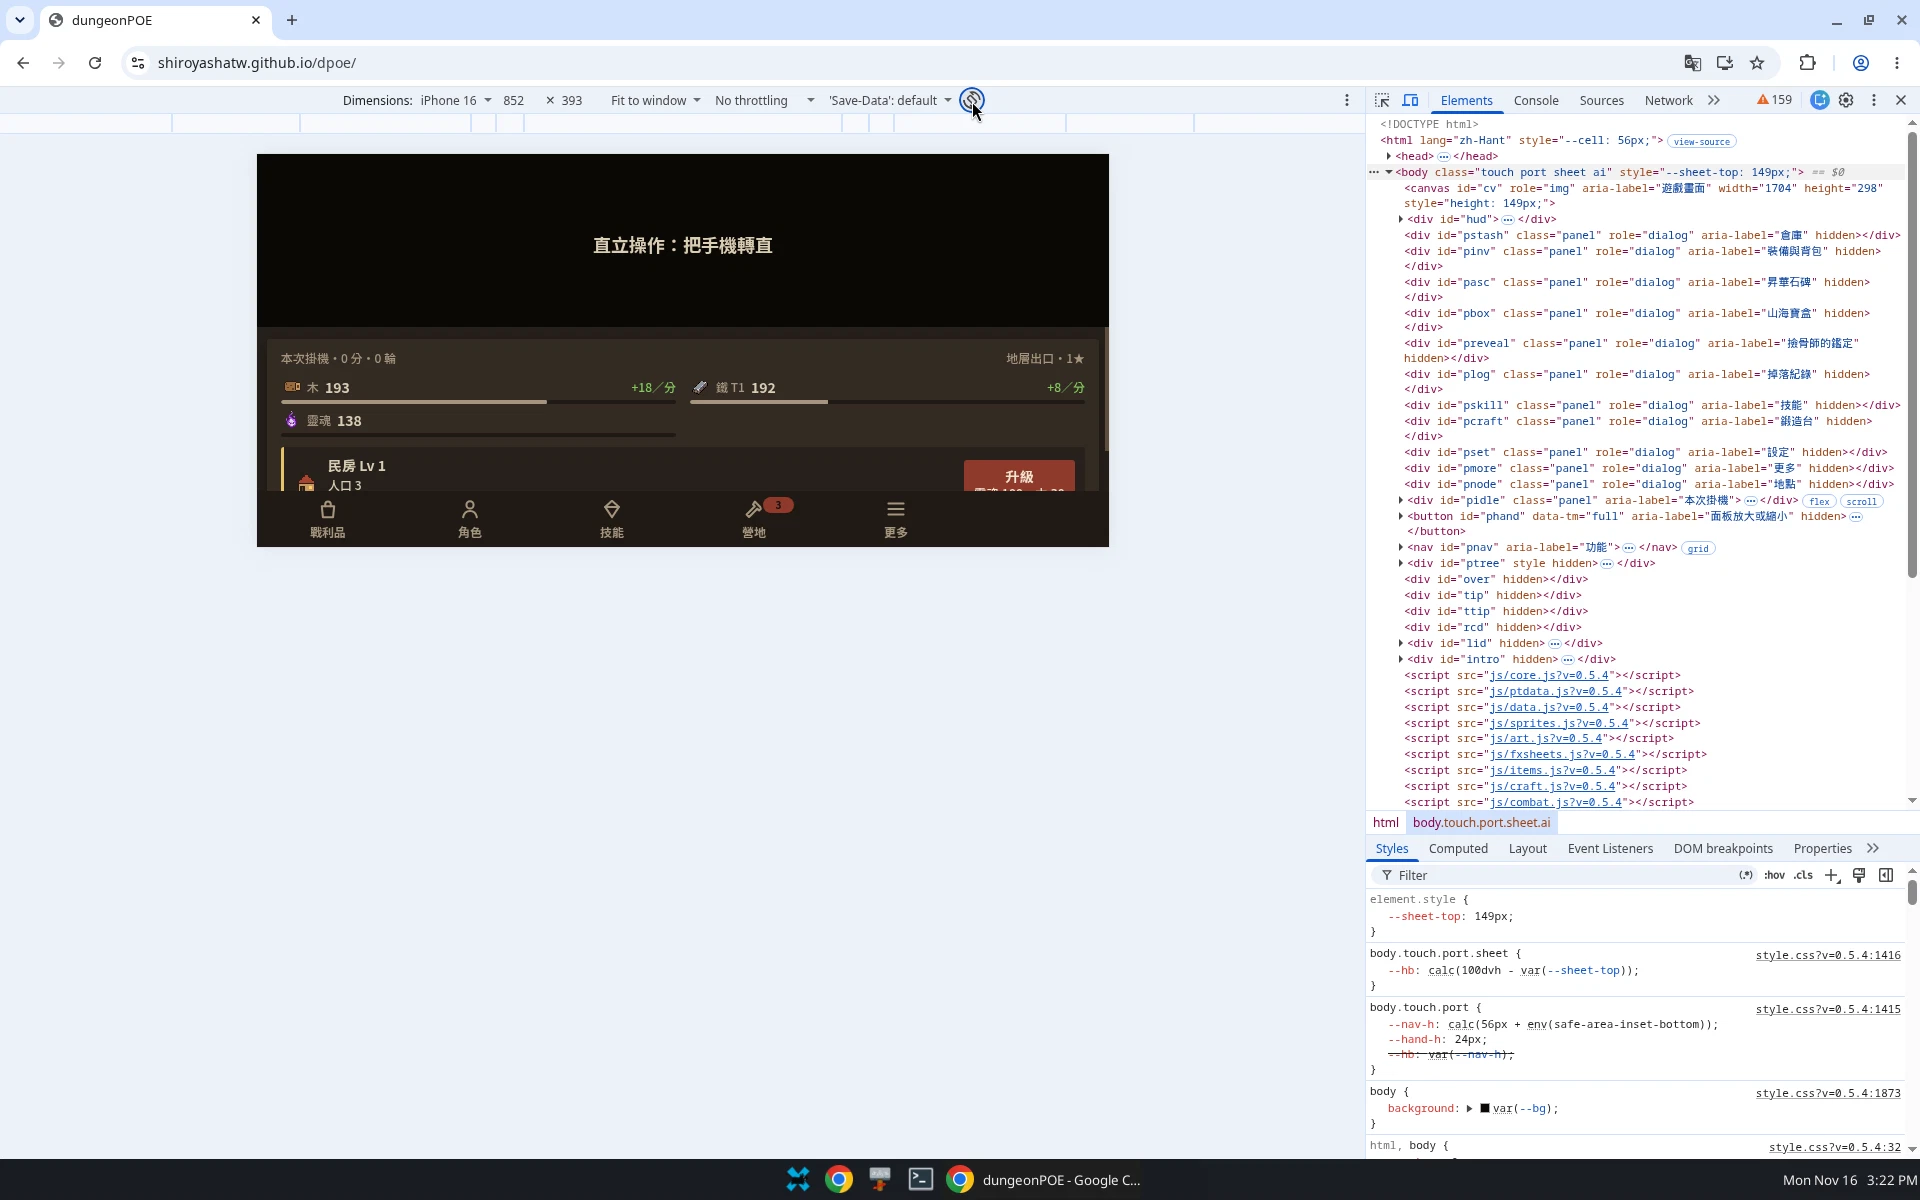 dungeonPOE
shiroyashatw.github.io/dpoe/
Dimensions: iPhone 16 852 × 393 Fit to window No throttling 'Save-Data': default
Elements Console Sources Network 159
直立操作：把手機轉直
本次掛機・0 分・0 輪 地層出口・1★
木 193 +18／分 鐵 T1 192 +8／分
靈魂 138
民房 Lv 1
人口 3
升級
3
戰利品 角色 技能 營地 更多
<!DOCTYPE html>
<html lang="zh-Hant" style="--cell: 56px;"> view-source
<head> </head>
<body class="touch port sheet ai" style="--sheet-top: 149px;"> == $0
<canvas id="cv" role="img" aria-label="遊戲畫面" width="1704" height="298"
style="height: 149px;">
<div id="hud"> </div>
<div id="pstash" class="panel" role="dialog" aria-label="倉庫" hidden></div>
<div id="pinv" class="panel" role="dialog" aria-label="裝備與背包" hidden>
</div>
<div id="pasc" class="panel" role="dialog" aria-label="昇華石碑" hidden>
</div>
<div id="pbox" class="panel" role="dialog" aria-label="山海寶盒" hidden>
</div>
<div id="preveal" class="panel" role="dialog" aria-label="撿骨師的鑑定"
hidden></div>
<div id="plog" class="panel" role="dialog" aria-label="掉落紀錄" hidden>
</div>
<div id="pskill" class="panel" role="dialog" aria-label="技能" hidden></div>
<div id="pcraft" class="panel" role="dialog" aria-label="鍛造台" hidden>
</div>
<div id="pset" class="panel" role="dialog" aria-label="設定" hidden></div>
<div id="pmore" class="panel" role="dialog" aria-label="更多" hidden></div>
<div id="pnode" class="panel" role="dialog" aria-label="地點" hidden></div>
<div id="pidle" class="panel" aria-label="本次掛機"> </div> flex scroll
<button id="phand" data-tm="full" aria-label="面板放大或縮小" hidden>
</button>
<nav id="pnav" aria-label="功能"> </nav> grid
<div id="ptree" style hidden> </div>
<div id="over" hidden></div>
<div id="tip" hidden></div>
<div id="ttip" hidden></div>
<div id="rcd" hidden></div>
<div id="lid" hidden> </div>
<div id="intro" hidden> </div>
<script src="js/core.js?v=0.5.4"></script>
<script src="js/ptdata.js?v=0.5.4"></script>
<script src="js/data.js?v=0.5.4"></script>
<script src="js/sprites.js?v=0.5.4"></script>
<script src="js/art.js?v=0.5.4"></script>
<script src="js/fxsheets.js?v=0.5.4"></script>
<script src="js/items.js?v=0.5.4"></script>
<script src="js/craft.js?v=0.5.4"></script>
<script src="js/combat.js?v=0.5.4"></script>
html body.touch.port.sheet.ai
Styles Computed Layout Event Listeners DOM breakpoints Properties
Filter (.*) :hov .cls
element.style {
--sheet-top: 149px;
}
body.touch.port.sheet { style.css?v=0.5.4:1416
--hb: calc(100dvh - var(--sheet-top));
}
body.touch.port { style.css?v=0.5.4:1415
--nav-h: calc(56px + env(safe-area-inset-bottom));
--hand-h: 24px;
--hb: var(--nav-h);
}
body { style.css?v=0.5.4:1873
background: var(--bg);
}
html, body { style.css?v=0.5.4:32
dungeonPOE - Google C... Mon Nov 16 3:22 PM